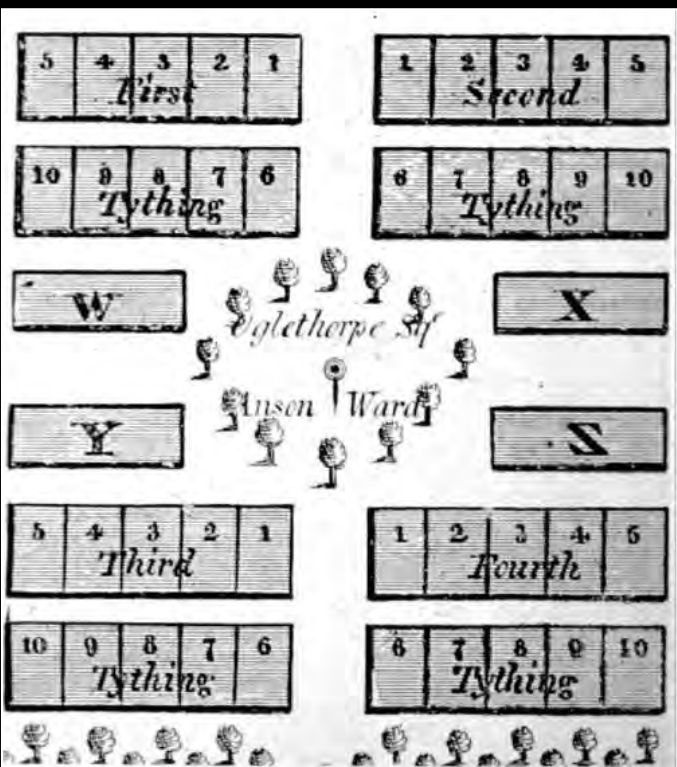 5 4 3 2 1
First
1 2 3 4 5
Second
10 9 8 7 6
Tything
6 7 8 9 10
Tything
W
X
Oglethorpe Sqe
Anson Ward
Y
Z
5 4 3 2 1
Third
1 2 3 4 5
Fourth
10 9 8 7 6
Tything
6 7 8 9 10
Tything